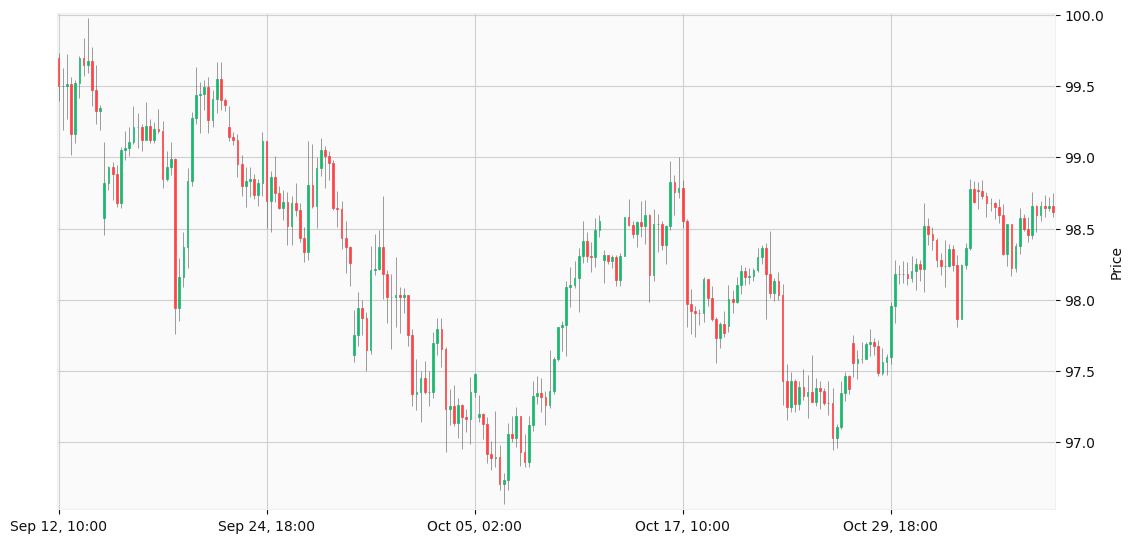 100.0
99.5
99.0
98.5
98.0
97.5
97.0
Price
Sep 12, 10:00
Sep 24, 18:00
Oct 05, 02:00
Oct 17, 10:00
Oct 29, 18:00